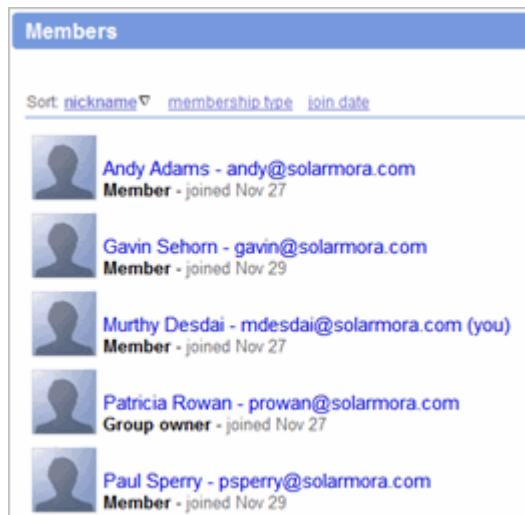 Members
Sort: nickname ▽ membership type join date
Andy Adams - andy@solarmora.com
Member - joined Nov 27
Gavin Sehorn - gavin@solarmora.com
Member - joined Nov 29
Murthy Desdai - mdesdai@solarmora.com (you)
Member - joined Nov 27
Patricia Rowan - prowan@solarmora.com
Group owner - joined Nov 27
Paul Sperry - psperry@solarmora.com
Member - joined Nov 29